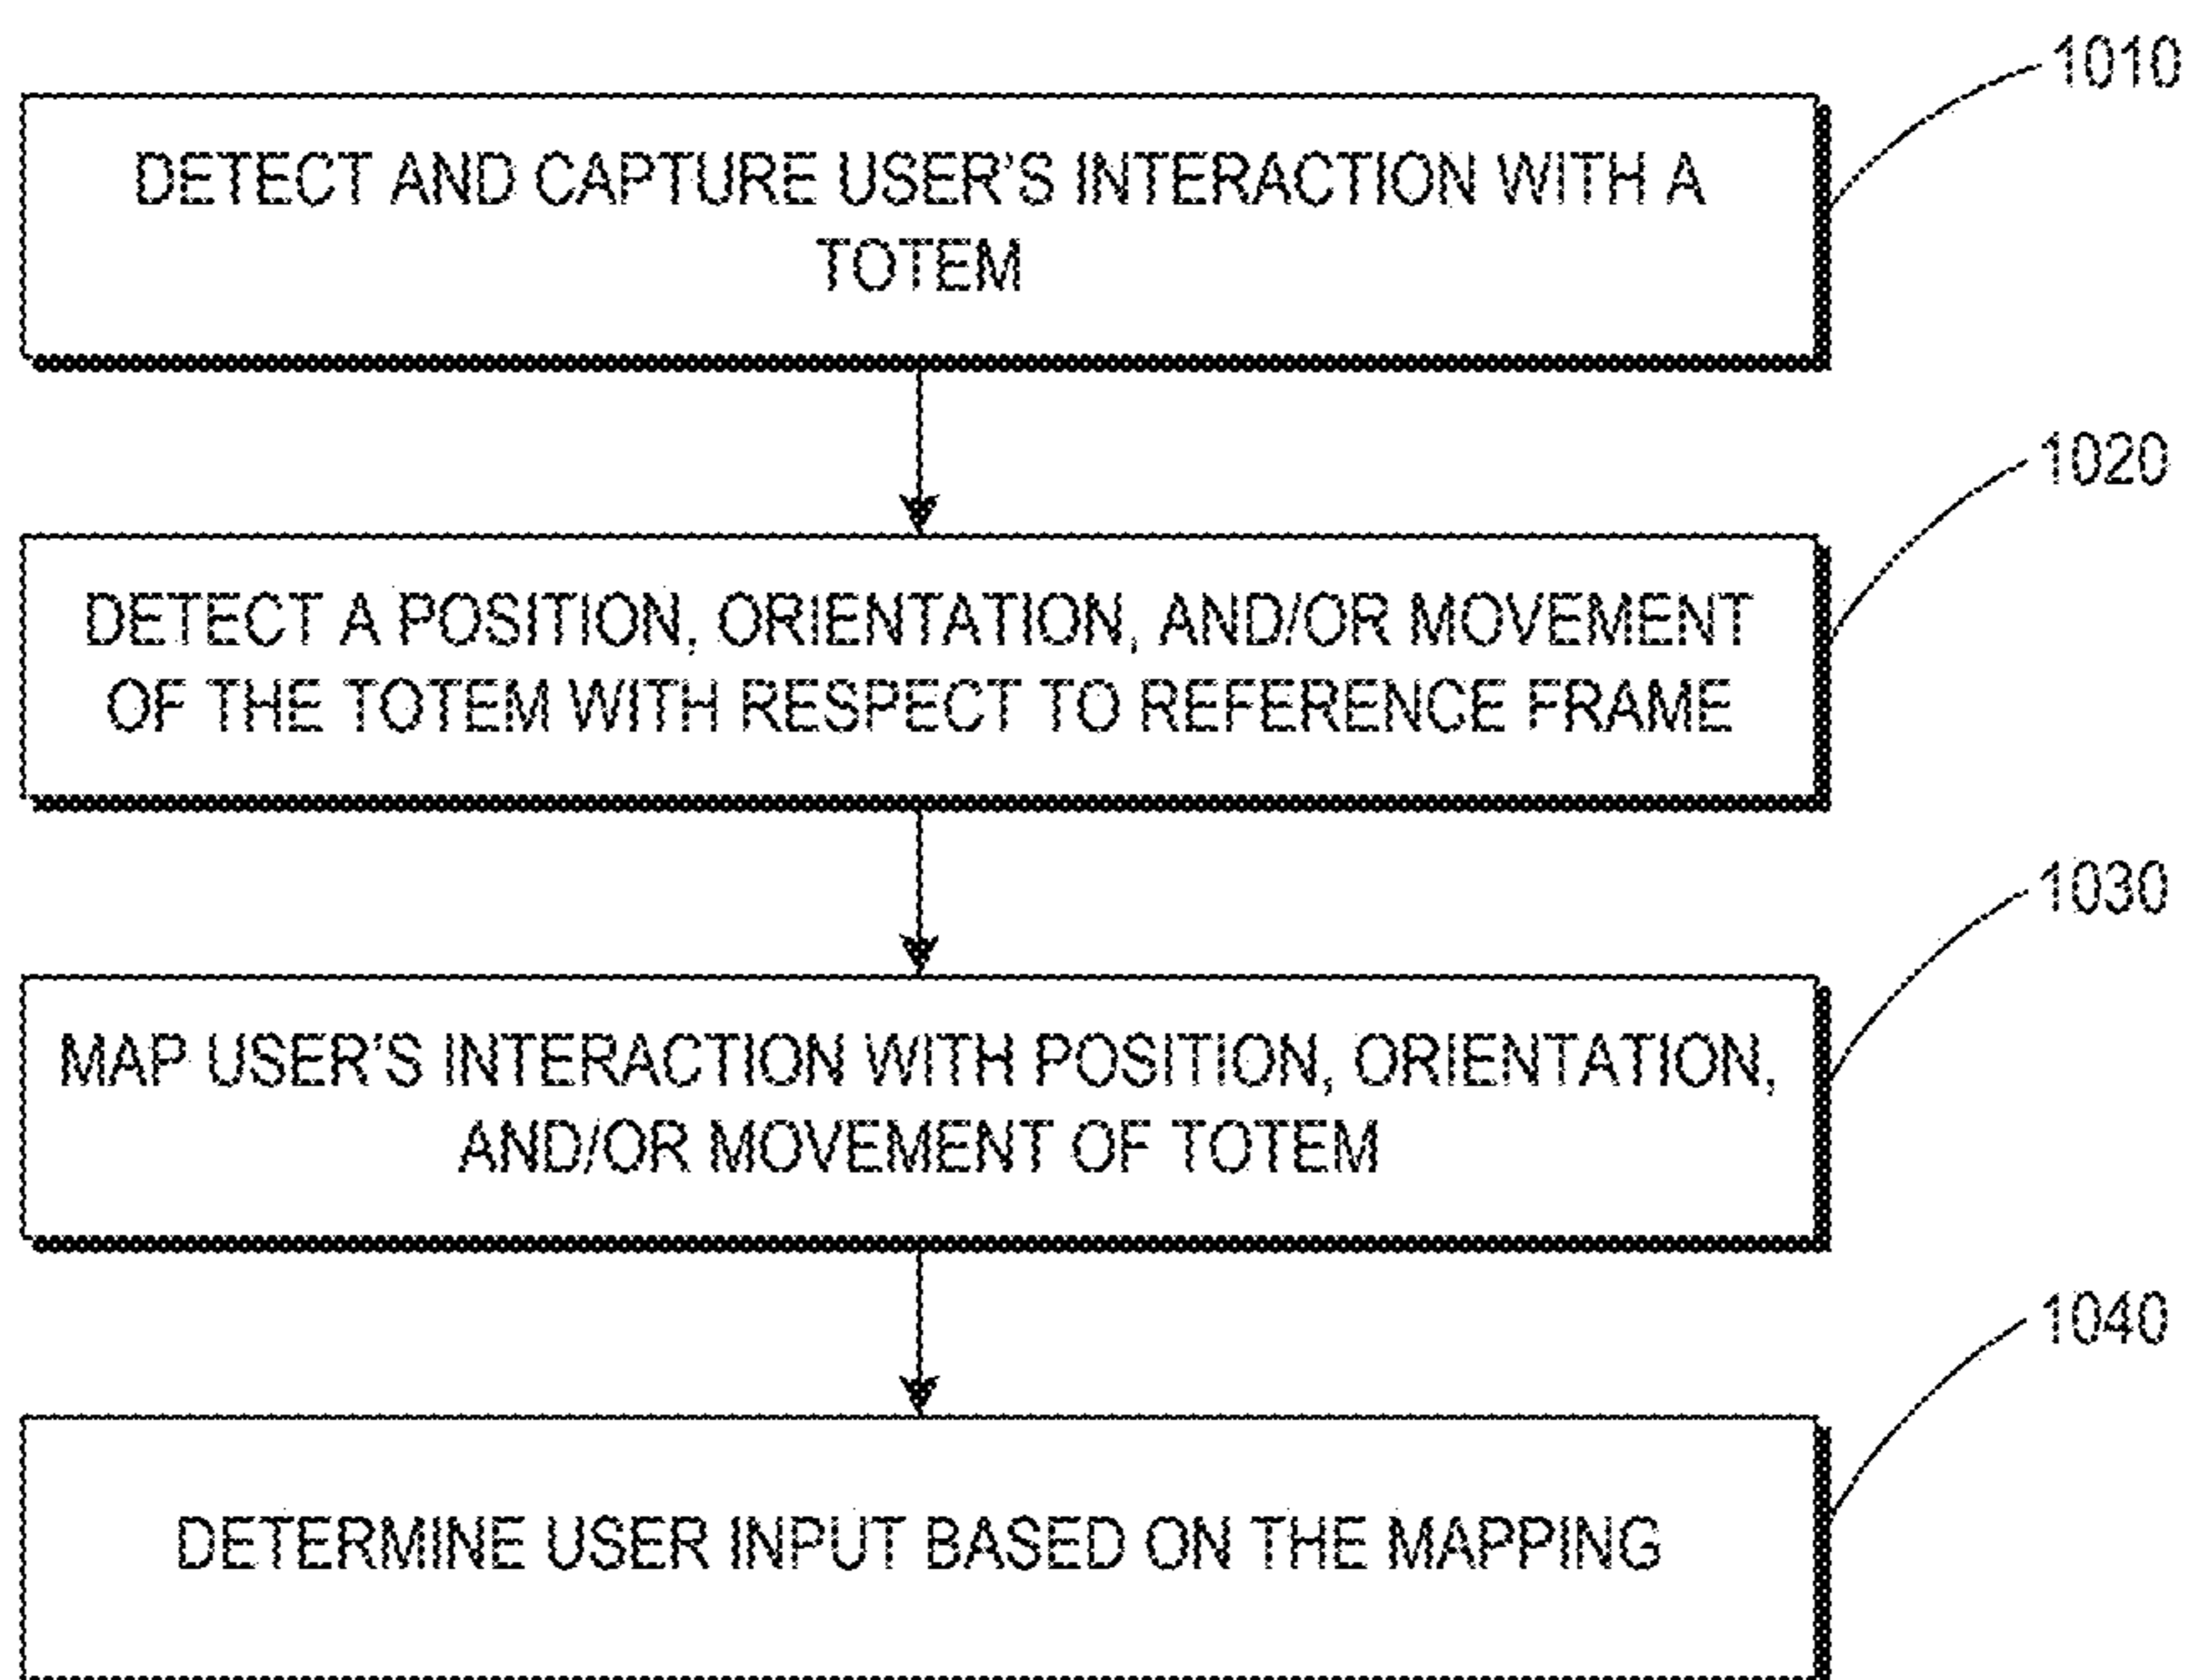 1010
DETECT AND CAPTURE USER'S INTERACTION WITH A
TOTEM
1020
DETECT A POSITION, ORIENTATION, AND/OR MOVEMENT
OF THE TOTEM WITH RESPECT TO REFERENCE FRAME
1030
MAP USER'S INTERACTION WITH POSITION, ORIENTATION,
AND/OR MOVEMENT OF TOTEM
1040
DETERMINE USER INPUT BASED ON THE MAPPING